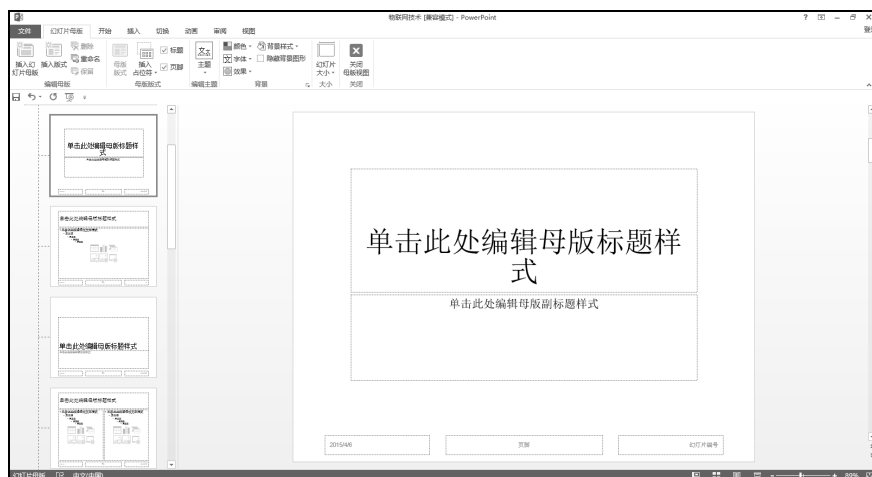 物联网技术 [兼容模式] - PowerPoint
文件 幻灯片母版 开始 插入 切换 动画 审阅 视图
插入幻灯片母版
插入版式
删除
重命名
保留
编辑母版
母版版式
插入占位符
标题
页脚
母版版式
主题
编辑主题
颜色
字体
效果
背景样式
隐藏背景图形
背景
幻灯片大小
大小
关闭母版视图
关闭
单击此处编辑母版标题样
式
单击此处编辑母版标题样式
单击此处编辑母版标题样式
单击此处编辑母版标题样式
单击此处编辑母版标题样
式
单击此处编辑母版副标题样式
2015/4/6 页脚 幻灯片编号
幻灯片母版 中文(中国) 89%